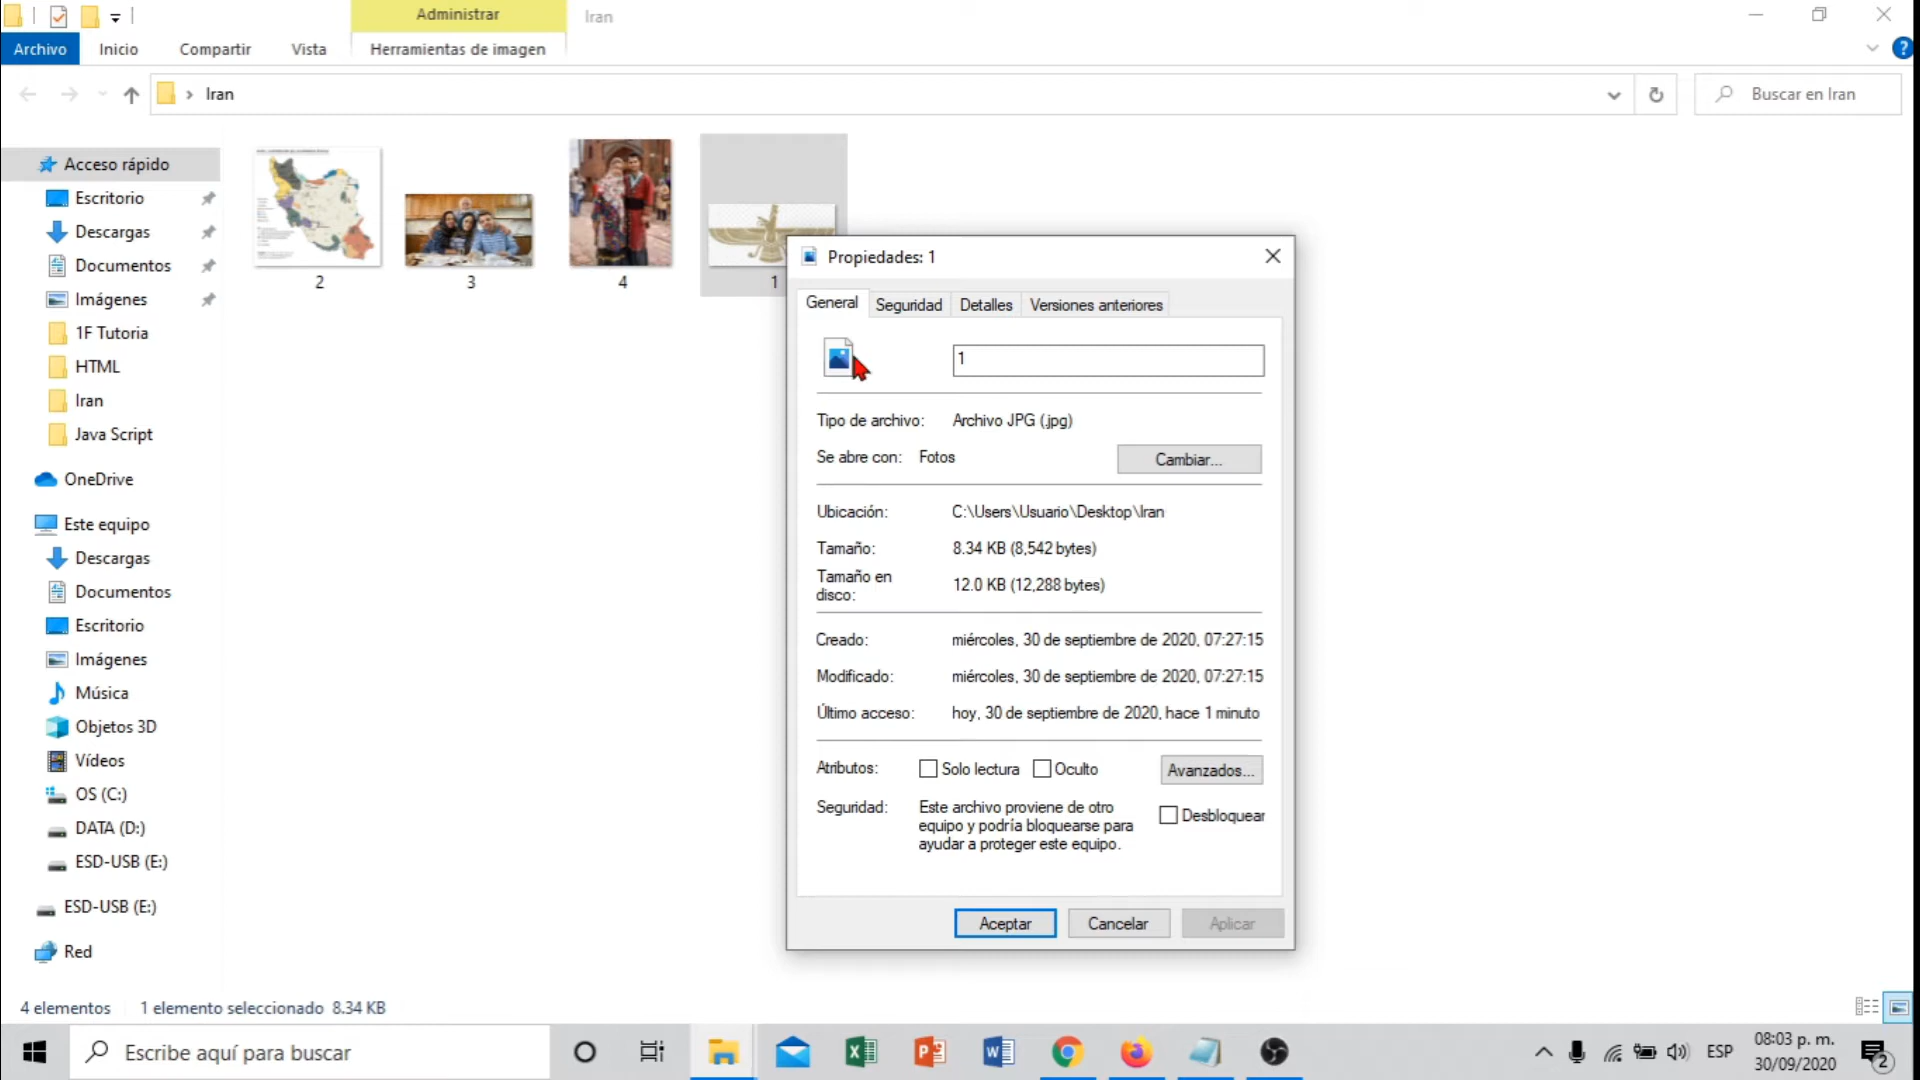 Administrar
Iran
Archivo
Inicio
Compartir
Vista
Herramientas de imagen
Iran
Buscar en Iran
Acceso rápido
Escritorio
Descargas
Documentos
Imágenes
1F Tutoria
HTML
Iran
Java Script
OneDrive
Este equipo
Descargas
Documentos
Escritorio
Imágenes
Música
Objetos 3D
Vídeos
OS (C:)
DATA (D:)
ESD-USB (E:)
ESD-USB (E:)
Red
2
3
4
1
Propiedades: 1
General
Seguridad
Detalles
Versiones anteriores
1
Tipo de archivo: Archivo JPG (.jpg)
Se abre con: Fotos
Cambiar...
Ubicación: C:\Users\Usuario\Desktop\Iran
Tamaño: 8.34 KB (8,542 bytes)
Tamaño en
disco:
12.0 KB (12,288 bytes)
Creado: miércoles, 30 de septiembre de 2020, 07:27:15
Modificado: miércoles, 30 de septiembre de 2020, 07:27:15
Último acceso: hoy, 30 de septiembre de 2020, hace 1 minuto
Atributos: Solo lectura Oculto
Avanzados...
Seguridad: Este archivo proviene de otro
equipo y podría bloquearse para
ayudar a proteger este equipo.
Desbloquear
Aceptar
Cancelar
Aplicar
4 elementos
1 elemento seleccionado 8.34 KB
Escribe aquí para buscar
ESP
08:03 p. m.
30/09/2020
2